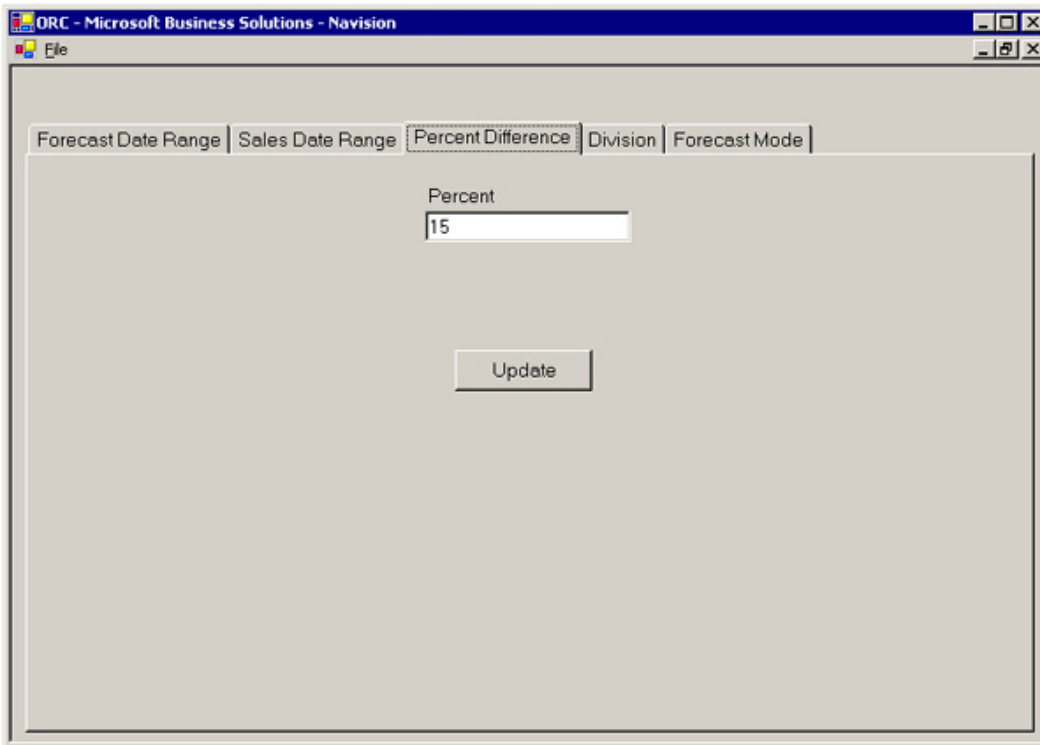 ORC - Microsoft Business Solutions - Navision
File
Forecast Date Range Sales Date Range Percent Difference Division Forecast Mode
Percent
15
Update